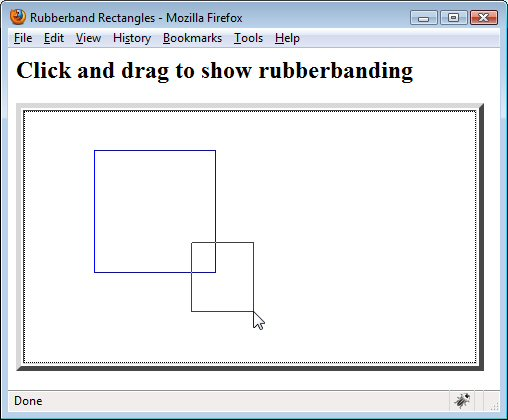 Rubberband Rectangles - Mozilla Firefox
File Edit View History Bookmarks Tools Help
Click and drag to show rubberbanding
Done